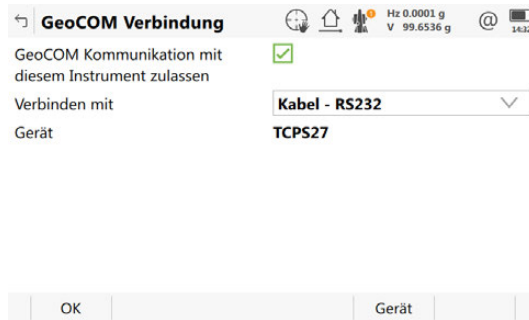 GeoCOM Verbindung
Hz 0.0001 g
V 99.6536 g
@
GeoCOM Kommunikation mit
diesem Instrument zulassen
Verbinden mit
Kabel - RS232
Gerät
TCPS27
OK
Gerät